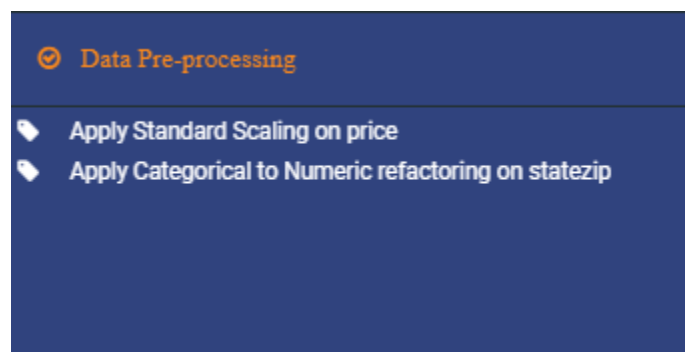 Data Pre-processing
Apply Standard Scaling on price
Apply Categorical to Numeric refactoring on statezip